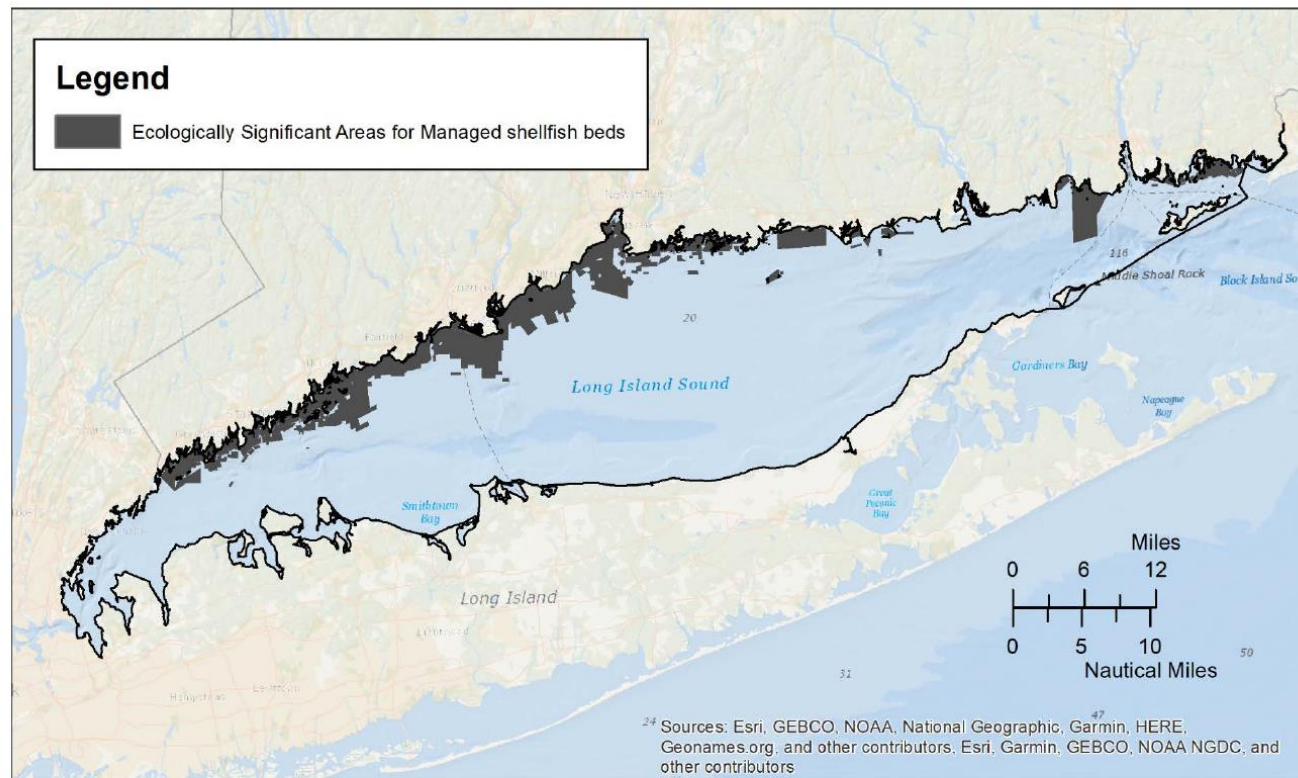 Legend
Ecologically Significant Areas for Managed shellfish beds
116
Middle Shoal Rock
Block Island So
20
Long Island Sound
Gardiners Bay
Napeague
Bay
Smithtown
Bay
Great
Peconic
Bay
Long Island
Miles
0 6 12
0 5 10
Nautical Miles
50
31
24
47
Sources: Esri, GEBCO, NOAA, National Geographic, Garmin, HERE,
Geonames.org, and other contributors, Esri, Garmin, GEBCO, NOAA NGDC, and
other contributors